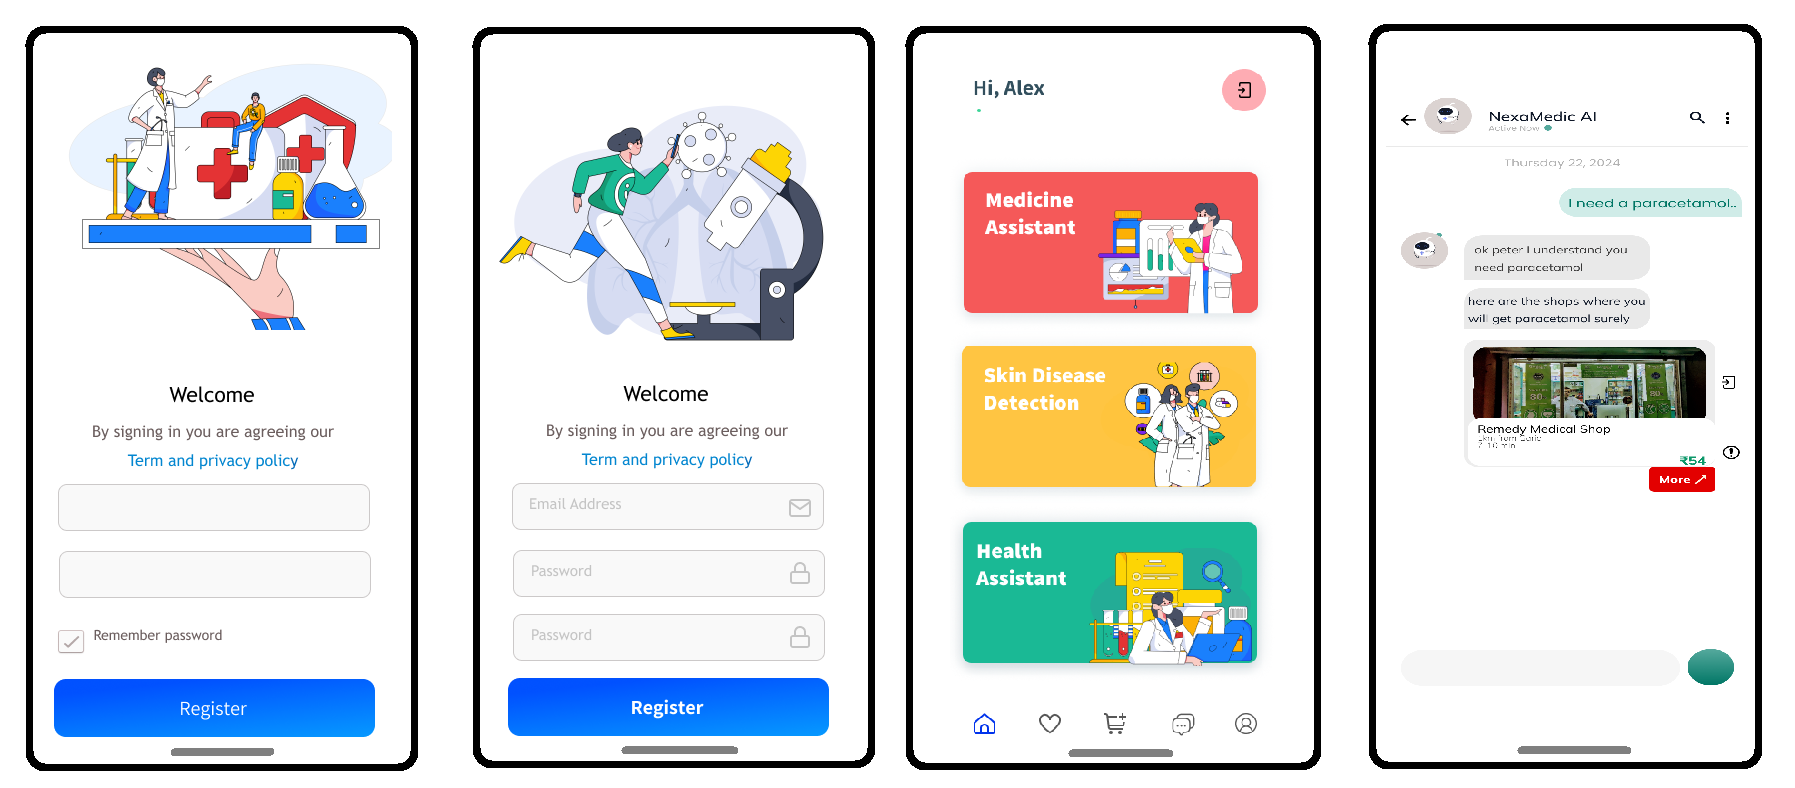 Welcome
By signing in you are agreeing our
Term and privacy policy
Remember password
Register
Welcome
By signing in you are agreeing our
Term and privacy policy
Email Address
Password
Password
Register
Hi, Alex
Medicine
Assistant
Skin Disease
Detection
Health
Assistant
NexaMedic AI
Active Now
Thursday 22, 2024
I need a paracetamol..
ok peter I understand you
need paracetamol
here are the shops where you
will get paracetamol surely
Remedy Medical Shop
from
10 min
₹54
More